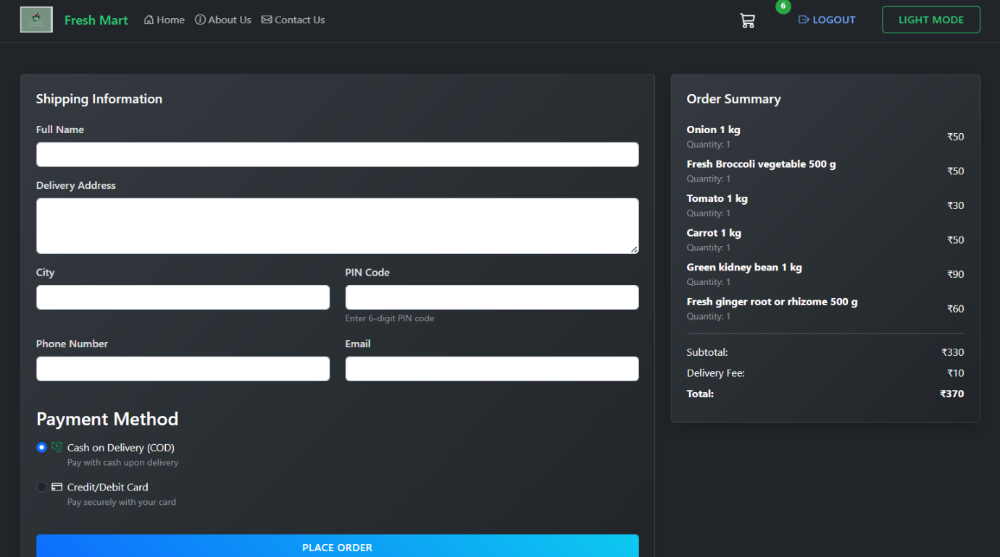 Fresh Mart Home About Us Contact Us 6 LOGOUT LIGHT MODE
Shipping Information
Full Name
Delivery Address
City PIN Code
Enter 6-digit PIN code
Phone Number Email
Payment Method
Cash on Delivery (COD)
Pay with cash upon delivery
Credit/Debit Card
Pay securely with your card
PLACE ORDER
Order Summary
Onion 1 kg ₹50
Quantity: 1
Fresh Broccoli vegetable 500 g ₹50
Quantity: 1
Tomato 1 kg ₹30
Quantity: 1
Carrot 1 kg ₹50
Quantity: 1
Green kidney bean 1 kg ₹90
Quantity: 1
Fresh ginger root or rhizome 500 g ₹60
Quantity: 1
Subtotal: ₹330
Delivery Fee: ₹10
Total: ₹370